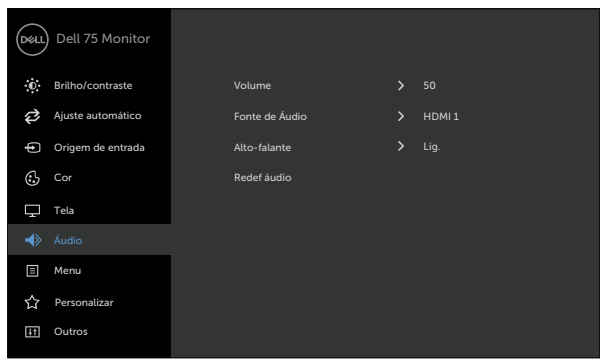 DELL Dell 75 Monitor
Brilho/contraste Volume > 50
Ajuste automático Fonte de Áudio > HDMI 1
Origem de entrada Alto-falante > Lig.
Cor Redef áudio
Tela
Áudio
Menu
Personalizar
Outros